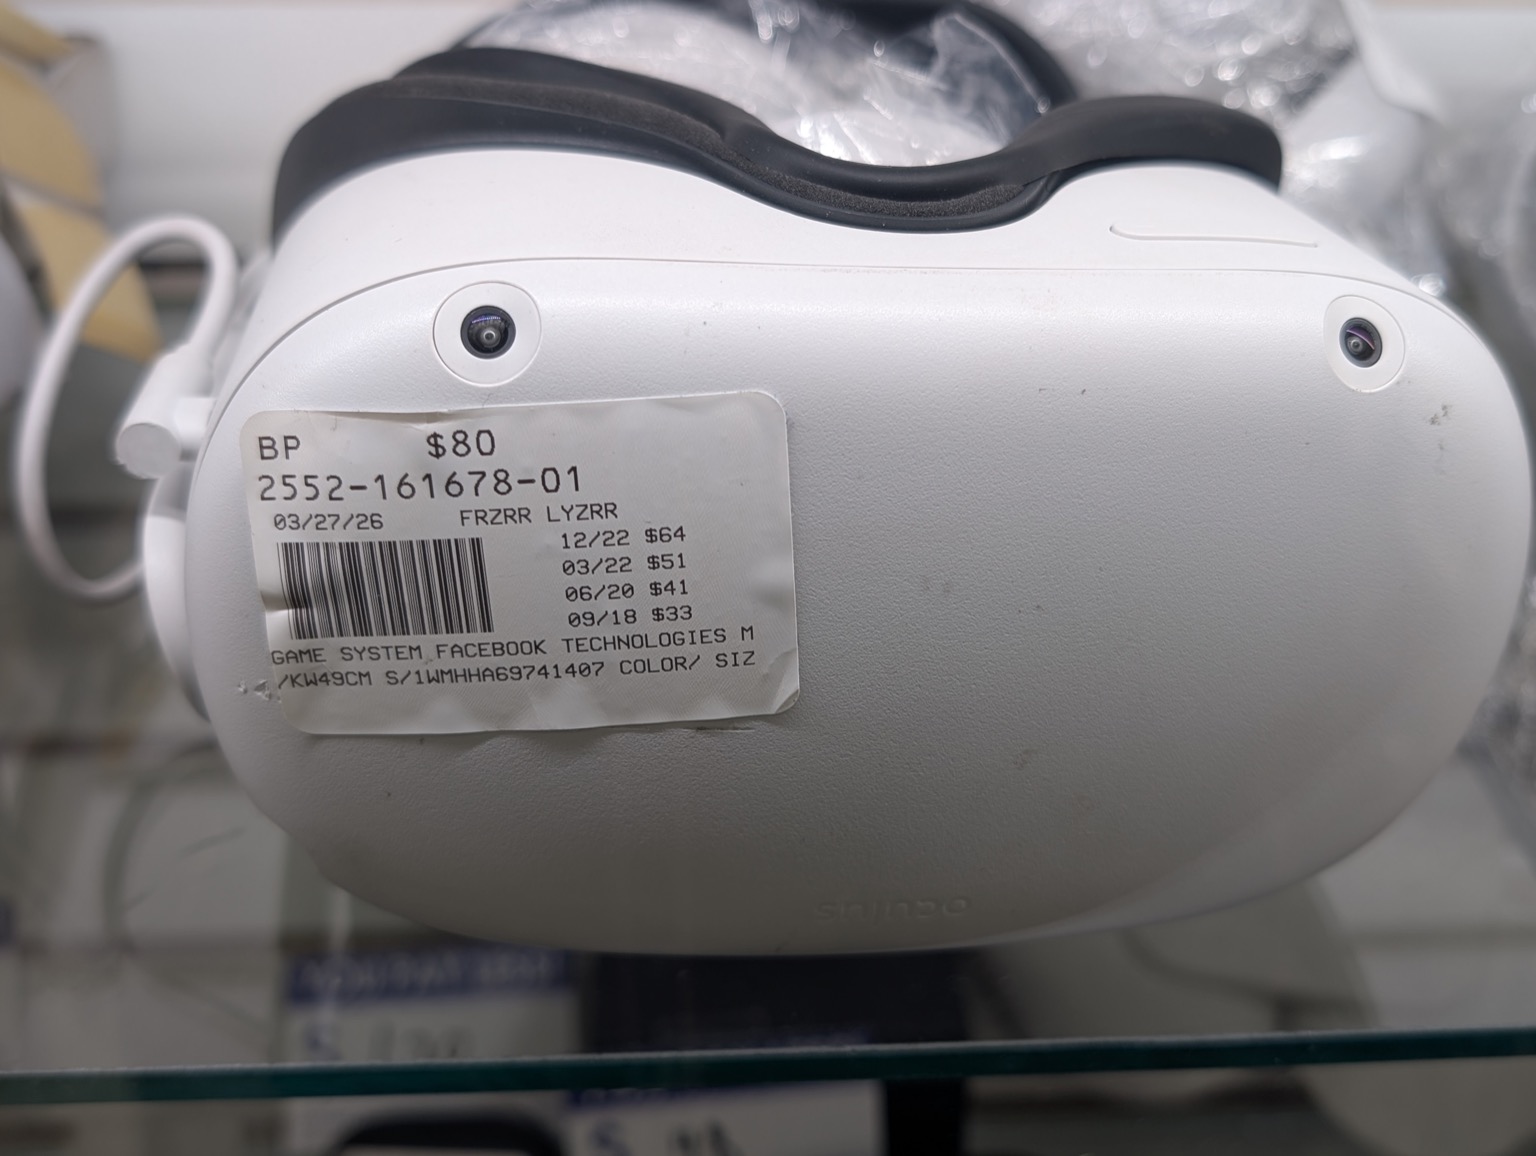 BP $80
2552-161678-01
03/27/26 FRZRR LYZRR
12/22 $64
03/22 $51
06/20 $41
09/18 $33
GAME SYSTEM FACEBOOK TECHNOLOGIES M
/KW49CM S/1WMHHA69741407 COLOR/ SIZ
oculus